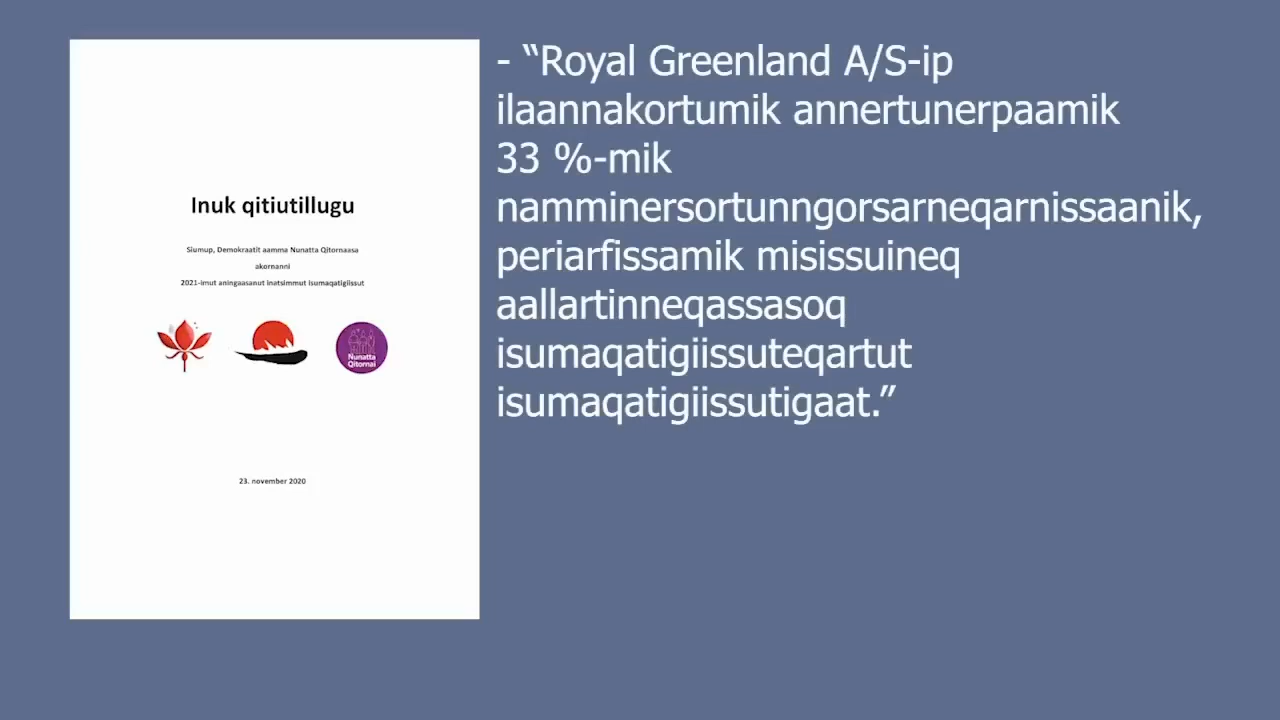 Inuk qitiutillugu
Siumup, Demokraatit aamma Nunatta Qitornaasa
akornanni
2021-imut aningaasanut inatsimmut isumaqatigiissut
Nunatta
Qitornai
23. november 2020
- “Royal Greenland A/S-ip
ilaannakortumik annertunerpaamik
33 %-mik
namminersortunngorsarneqarnissaanik,
periarfissamik misissuineq
aallartinneqassasoq
isumaqatigiissuteqartut
isumaqatigiissutigaat.”